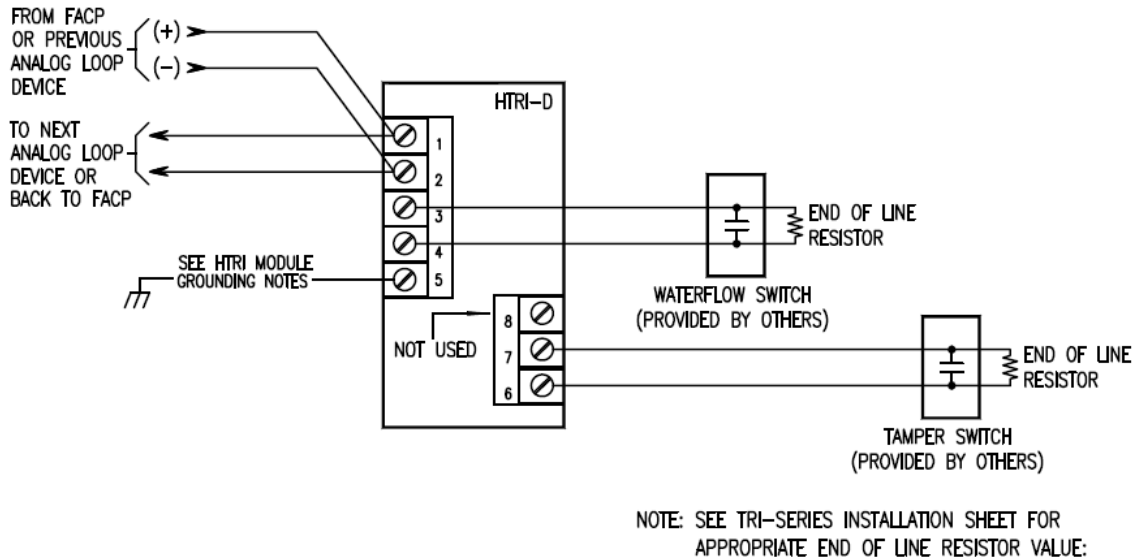 FROM FACP
OR PREVIOUS
ANALOG LOOP
DEVICE
(+)
(-)
TO NEXT
ANALOG LOOP
DEVICE OR
BACK TO FACP
HTRI-D
1
2
3
4
5
SEE HTRI MODULE
GROUNDING NOTES
NOT USED
8
7
6
END OF LINE
RESISTOR
WATERFLOW SWITCH
(PROVIDED BY OTHERS)
END OF LINE
RESISTOR
TAMPER SWITCH
(PROVIDED BY OTHERS)
NOTE: SEE TRI-SERIES INSTALLATION SHEET FOR
APPROPRIATE END OF LINE RESISTOR VALUE: